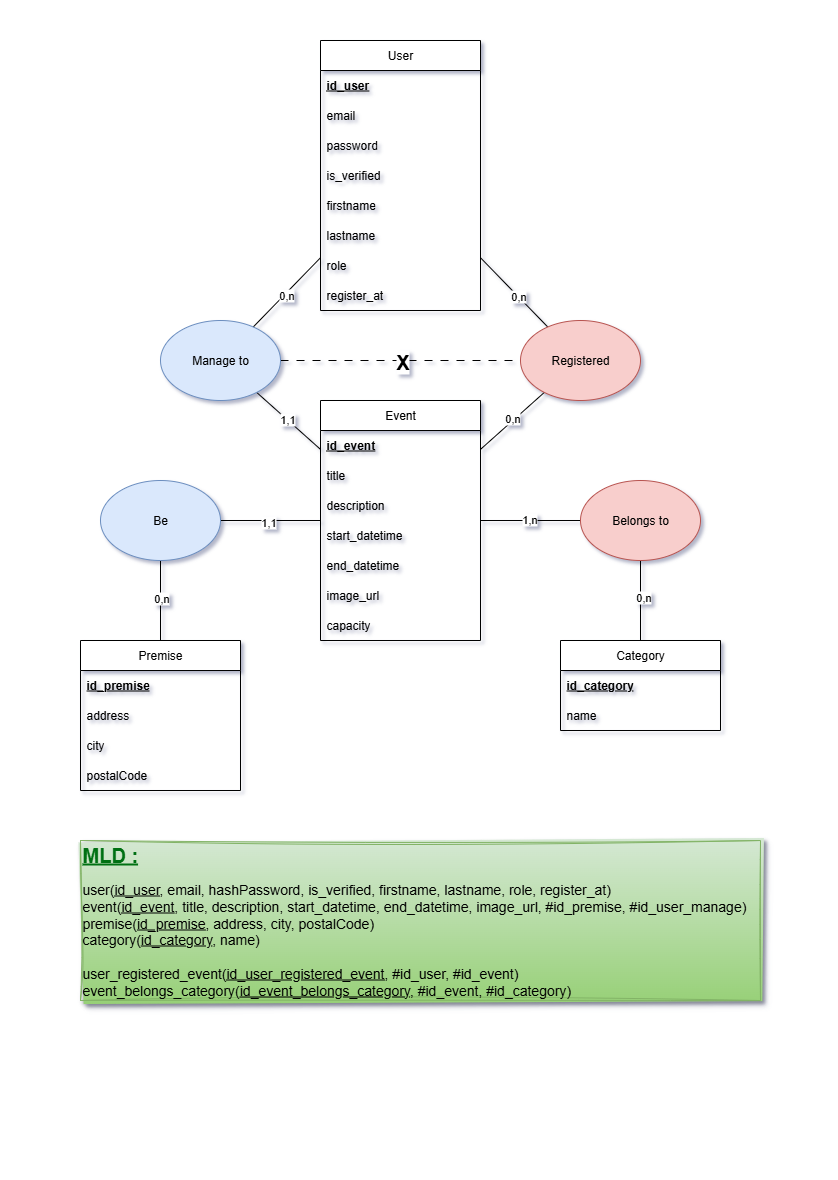 User
id_user
email
password
is_verified
firstname
lastname
role
register_at
0,n
0,n
Manage to
X
Registered
1,1
0,n
Event
id_event
title
description
start_datetime
end_datetime
image_url
capacity
Be
1,1
1,n
Belongs to
0,n
0,n
Premise
id_premise
address
city
postalCode
Category
id_category
name
MLD :
user(id_user, email, hashPassword, is_verified, firstname, lastname, role, register_at)
event(id_event, title, description, start_datetime, end_datetime, image_url, #id_premise, #id_user_manage)
premise(id_premise, address, city, postalCode)
category(id_category, name)
user_registered_event(id_user_registered_event, #id_user, #id_event)
event_belongs_category(id_event_belongs_category, #id_event, #id_category)